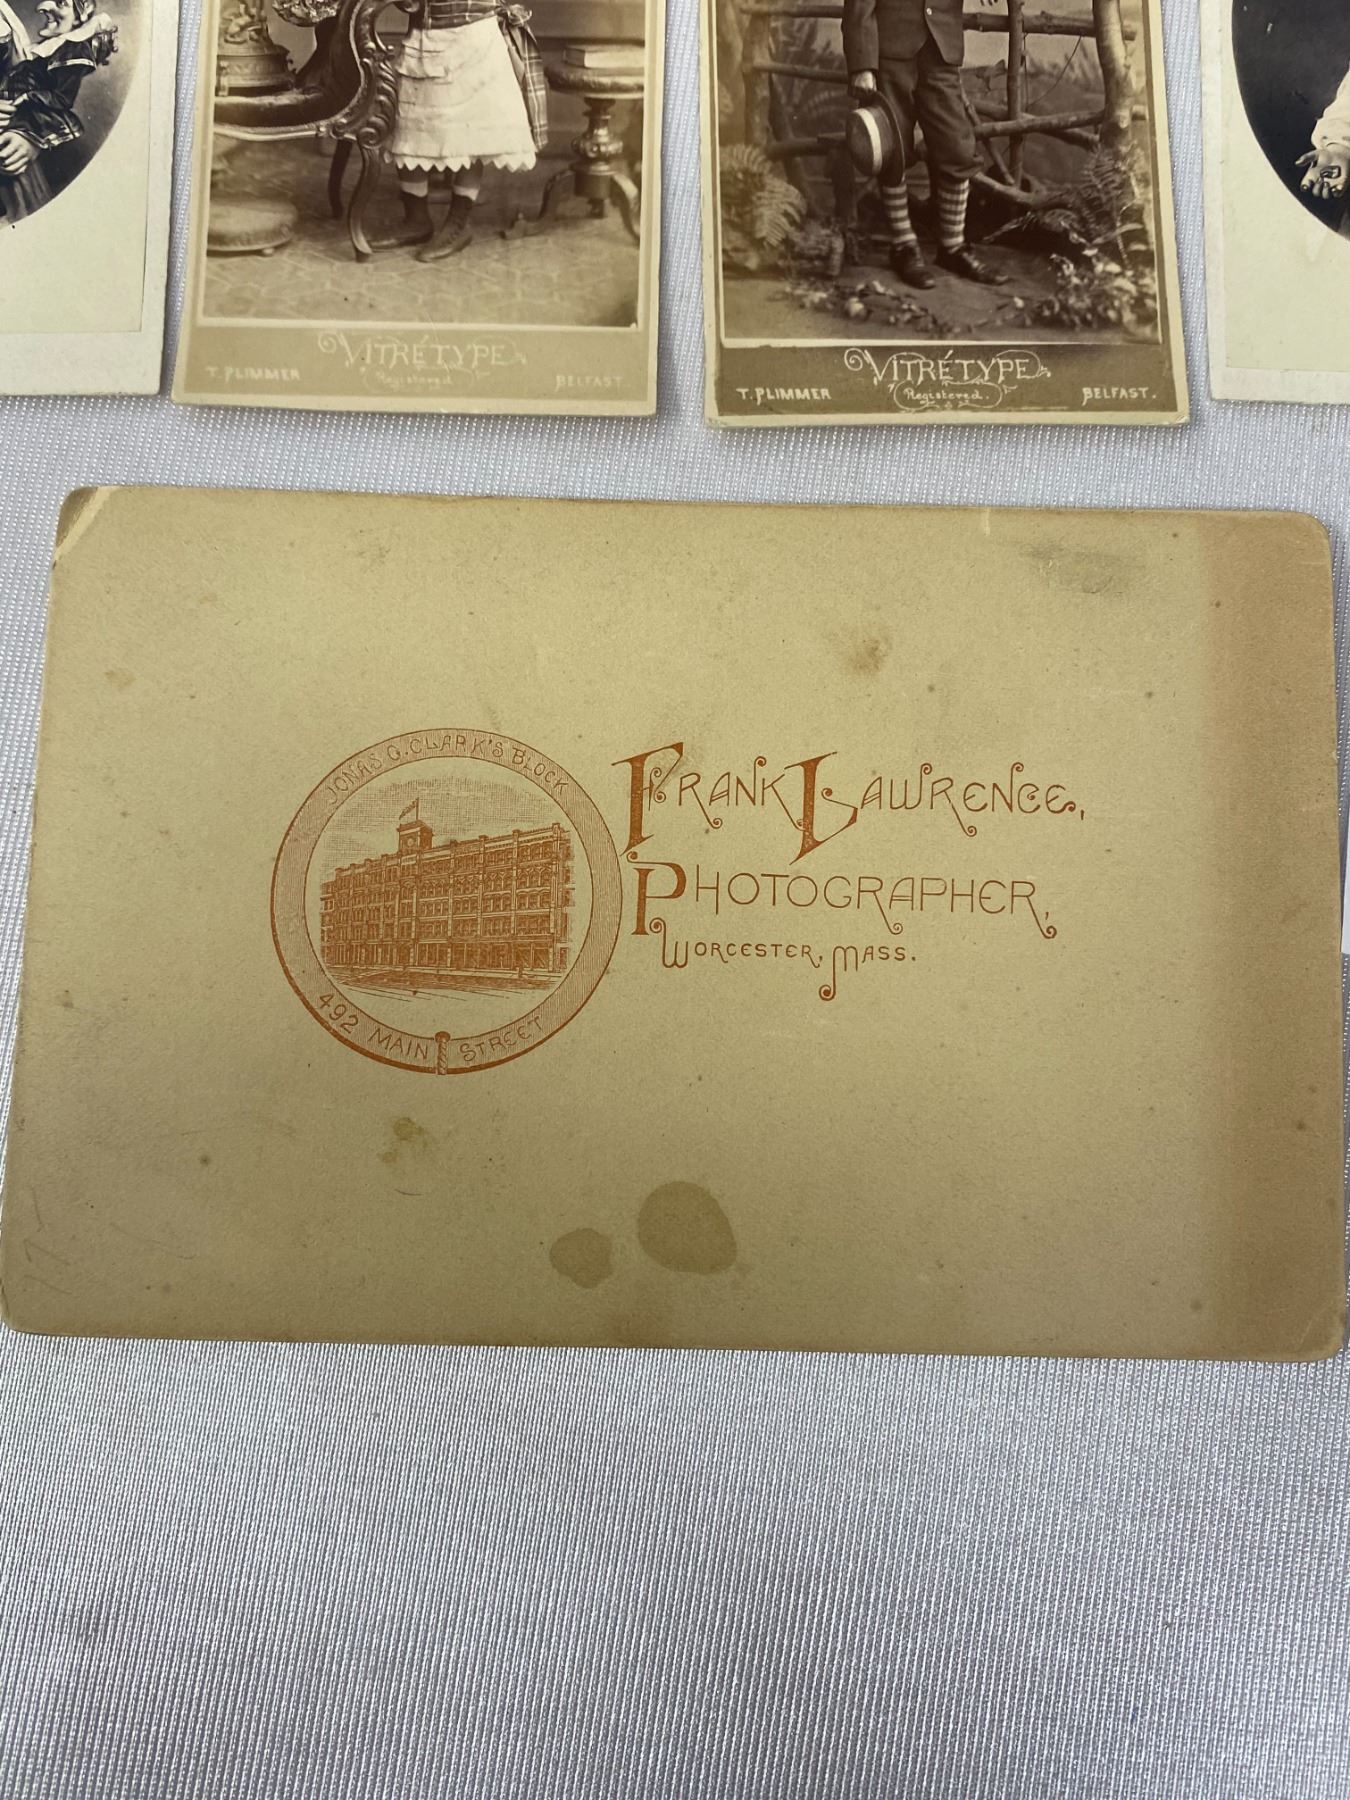 VITRÉTYPE
Registered.
T. PLIMMER
BELFAST.
VITRÉTYPE
Registered.
T. PLIMMER
BELFAST.
JONAS G. CLARK'S BLOCK
492 MAIN STREET
FRANK LAWRENCE,
PHOTOGRAPHER,
WORCESTER, MASS.